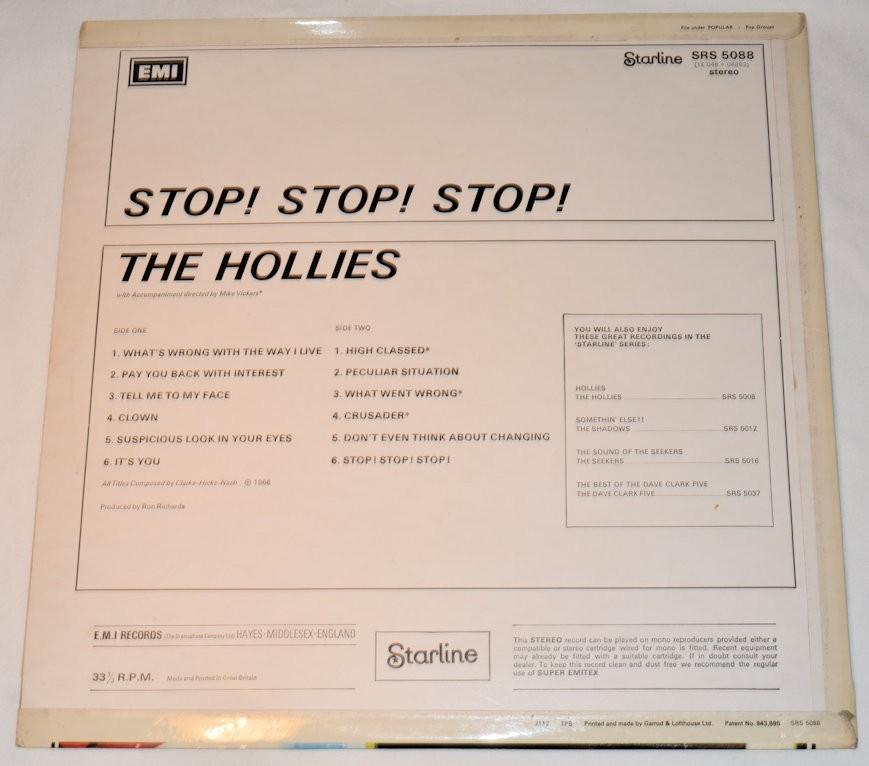 File under POPULAR : Pop Groups
EMI
Starline SRS 5088
stereo
STOP! STOP! STOP!
THE HOLLIES
with Accompaniment directed by Mike Vickers*
SIDE ONE
1. WHAT'S WRONG WITH THE WAY I LIVE
2. PAY YOU BACK WITH INTEREST
3. TELL ME TO MY FACE
4. CLOWN
5. SUSPICIOUS LOOK IN YOUR EYES
6. IT'S YOU
All Titles Composed by Clarke-Hicks-Nash ℗ 1966
Produced by Ron Richards
SIDE TWO
1. HIGH CLASSED*
2. PECULIAR SITUATION
3. WHAT WENT WRONG*
4. CRUSADER*
5. DON'T EVEN THINK ABOUT CHANGING
6. STOP! STOP! STOP!
YOU WILL ALSO ENJOY
THESE GREAT RECORDINGS IN THE
'STARLINE' SERIES:
HOLLIES
THE HOLLIES SRS 5008
SOMETHIN' ELSE!!
THE SHADOWS SRS 5012
THE SOUND OF THE SEEKERS
THE SEEKERS SRS 5016
THE BEST OF THE DAVE CLARK FIVE
THE DAVE CLARK FIVE SRS 5037
E.M.I RECORDS (The Gramophone Company Ltd) HAYES·MIDDLESEX·ENGLAND
33⅓ R.P.M. Made and Printed in Great Britain
Starline
This STEREO record can be played on mono reproducers provided either a
compatible or stereo cartridge wired for mono is fitted. Recent equipment
may already be fitted with a suitable cartridge. If in doubt consult your
dealer. To keep this record clean and dust free we recommend the regular
use of SUPER EMITEX
TPS Printed and made by Garrod & Lofthouse Ltd. Patent No. 943,895 SRS 5088